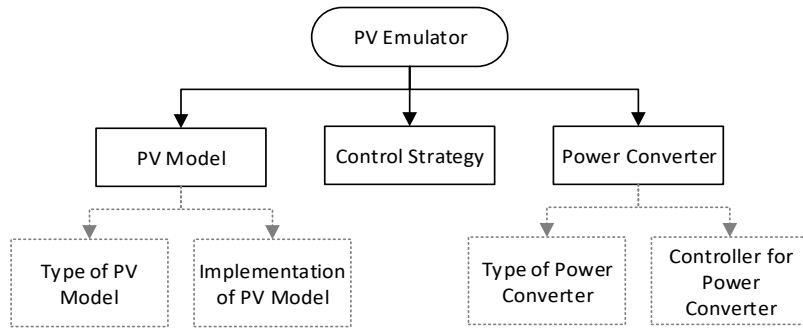 PV Emulator
PV Model
Control Strategy
Power Converter
Type of PV
Model
Implementation
of PV Model
Type of Power
Converter
Controller for
Power
Converter